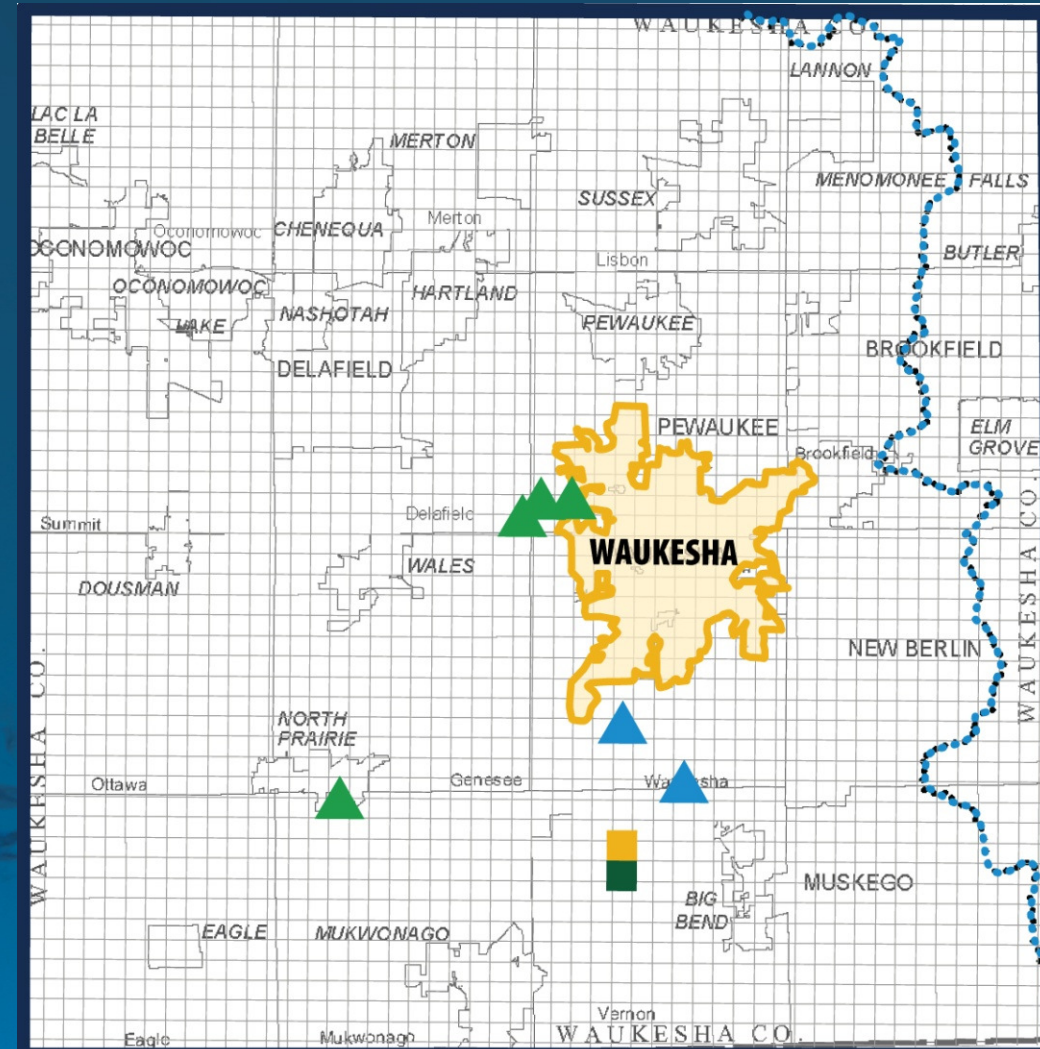 WAUKESHA CO.
LANNON
LAC LA
BELLE
MERTON
MENOMONEE FALLS
SUSSEX
Merton
Oconomowoc
CHENEQUA
OCONOMOWOC
BUTLER
Lisbon
OCONOMOWOC
LAKE
HARTLAND
NASHOTAH
PEWAUKEE
BROOKFIELD
DELAFIELD
PEWAUKEE
ELM
GROVE
Brookfield
Delafield
Summit
WAUKESHA
WALES
DOUSMAN
WAUKESHA CO.
NEW BERLIN
WAUKESHA CO.
NORTH
PRAIRIE
Ottawa
Genesee
Waukesha
MUSKEGO
BIG
BEND
EAGLE
MUKWONAGO
Vernon
WAUKESHA CO.
Eagle
Mukwonago